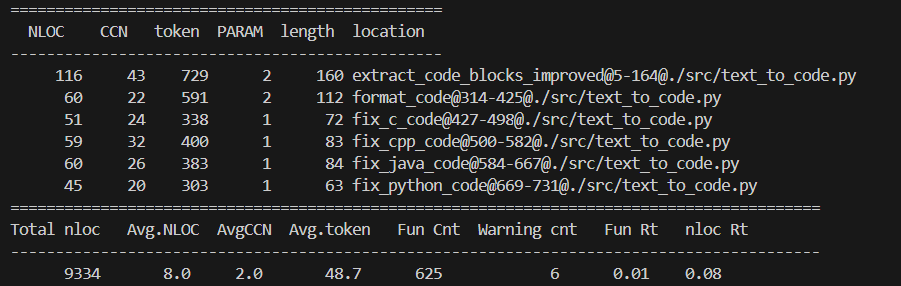 ================================================
  NLOC    CCN   token  PARAM  length  location
------------------------------------------------
     116     43    729      2     160 extract_code_blocks_improved@5-164@./src/text_to_code.py
      60     22    591      2     112 format_code@314-425@./src/text_to_code.py
      51     24    338      1      72 fix_c_code@427-498@./src/text_to_code.py
      59     32    400      1      83 fix_cpp_code@500-582@./src/text_to_code.py
      60     26    383      1      84 fix_java_code@584-667@./src/text_to_code.py
      45     20    303      1      63 fix_python_code@669-731@./src/text_to_code.py
==========================================================================================
Total nloc   Avg.NLOC  AvgCCN  Avg.token   Fun Cnt  Warning cnt   Fun Rt   nloc Rt
------------------------------------------------------------------------------------------
      9334       8.0     2.0       48.7      625            6      0.01    0.08